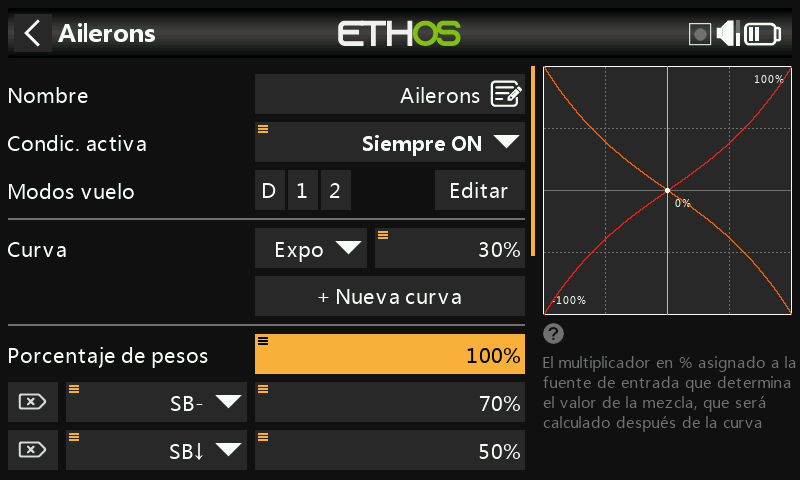 Ailerons
ETHOS
Nombre
Ailerons
Condic. activa
Siempre ON
Modos vuelo
D 1 2
Editar
Curva
Expo
30%
+ Nueva curva
Porcentaje de pesos
100%
SB-
70%
SB↓
50%
100%
0%
-100%
?
El multiplicador en % asignado a la
fuente de entrada que determina
el valor de la mezcla, que será
calculado después de la curva